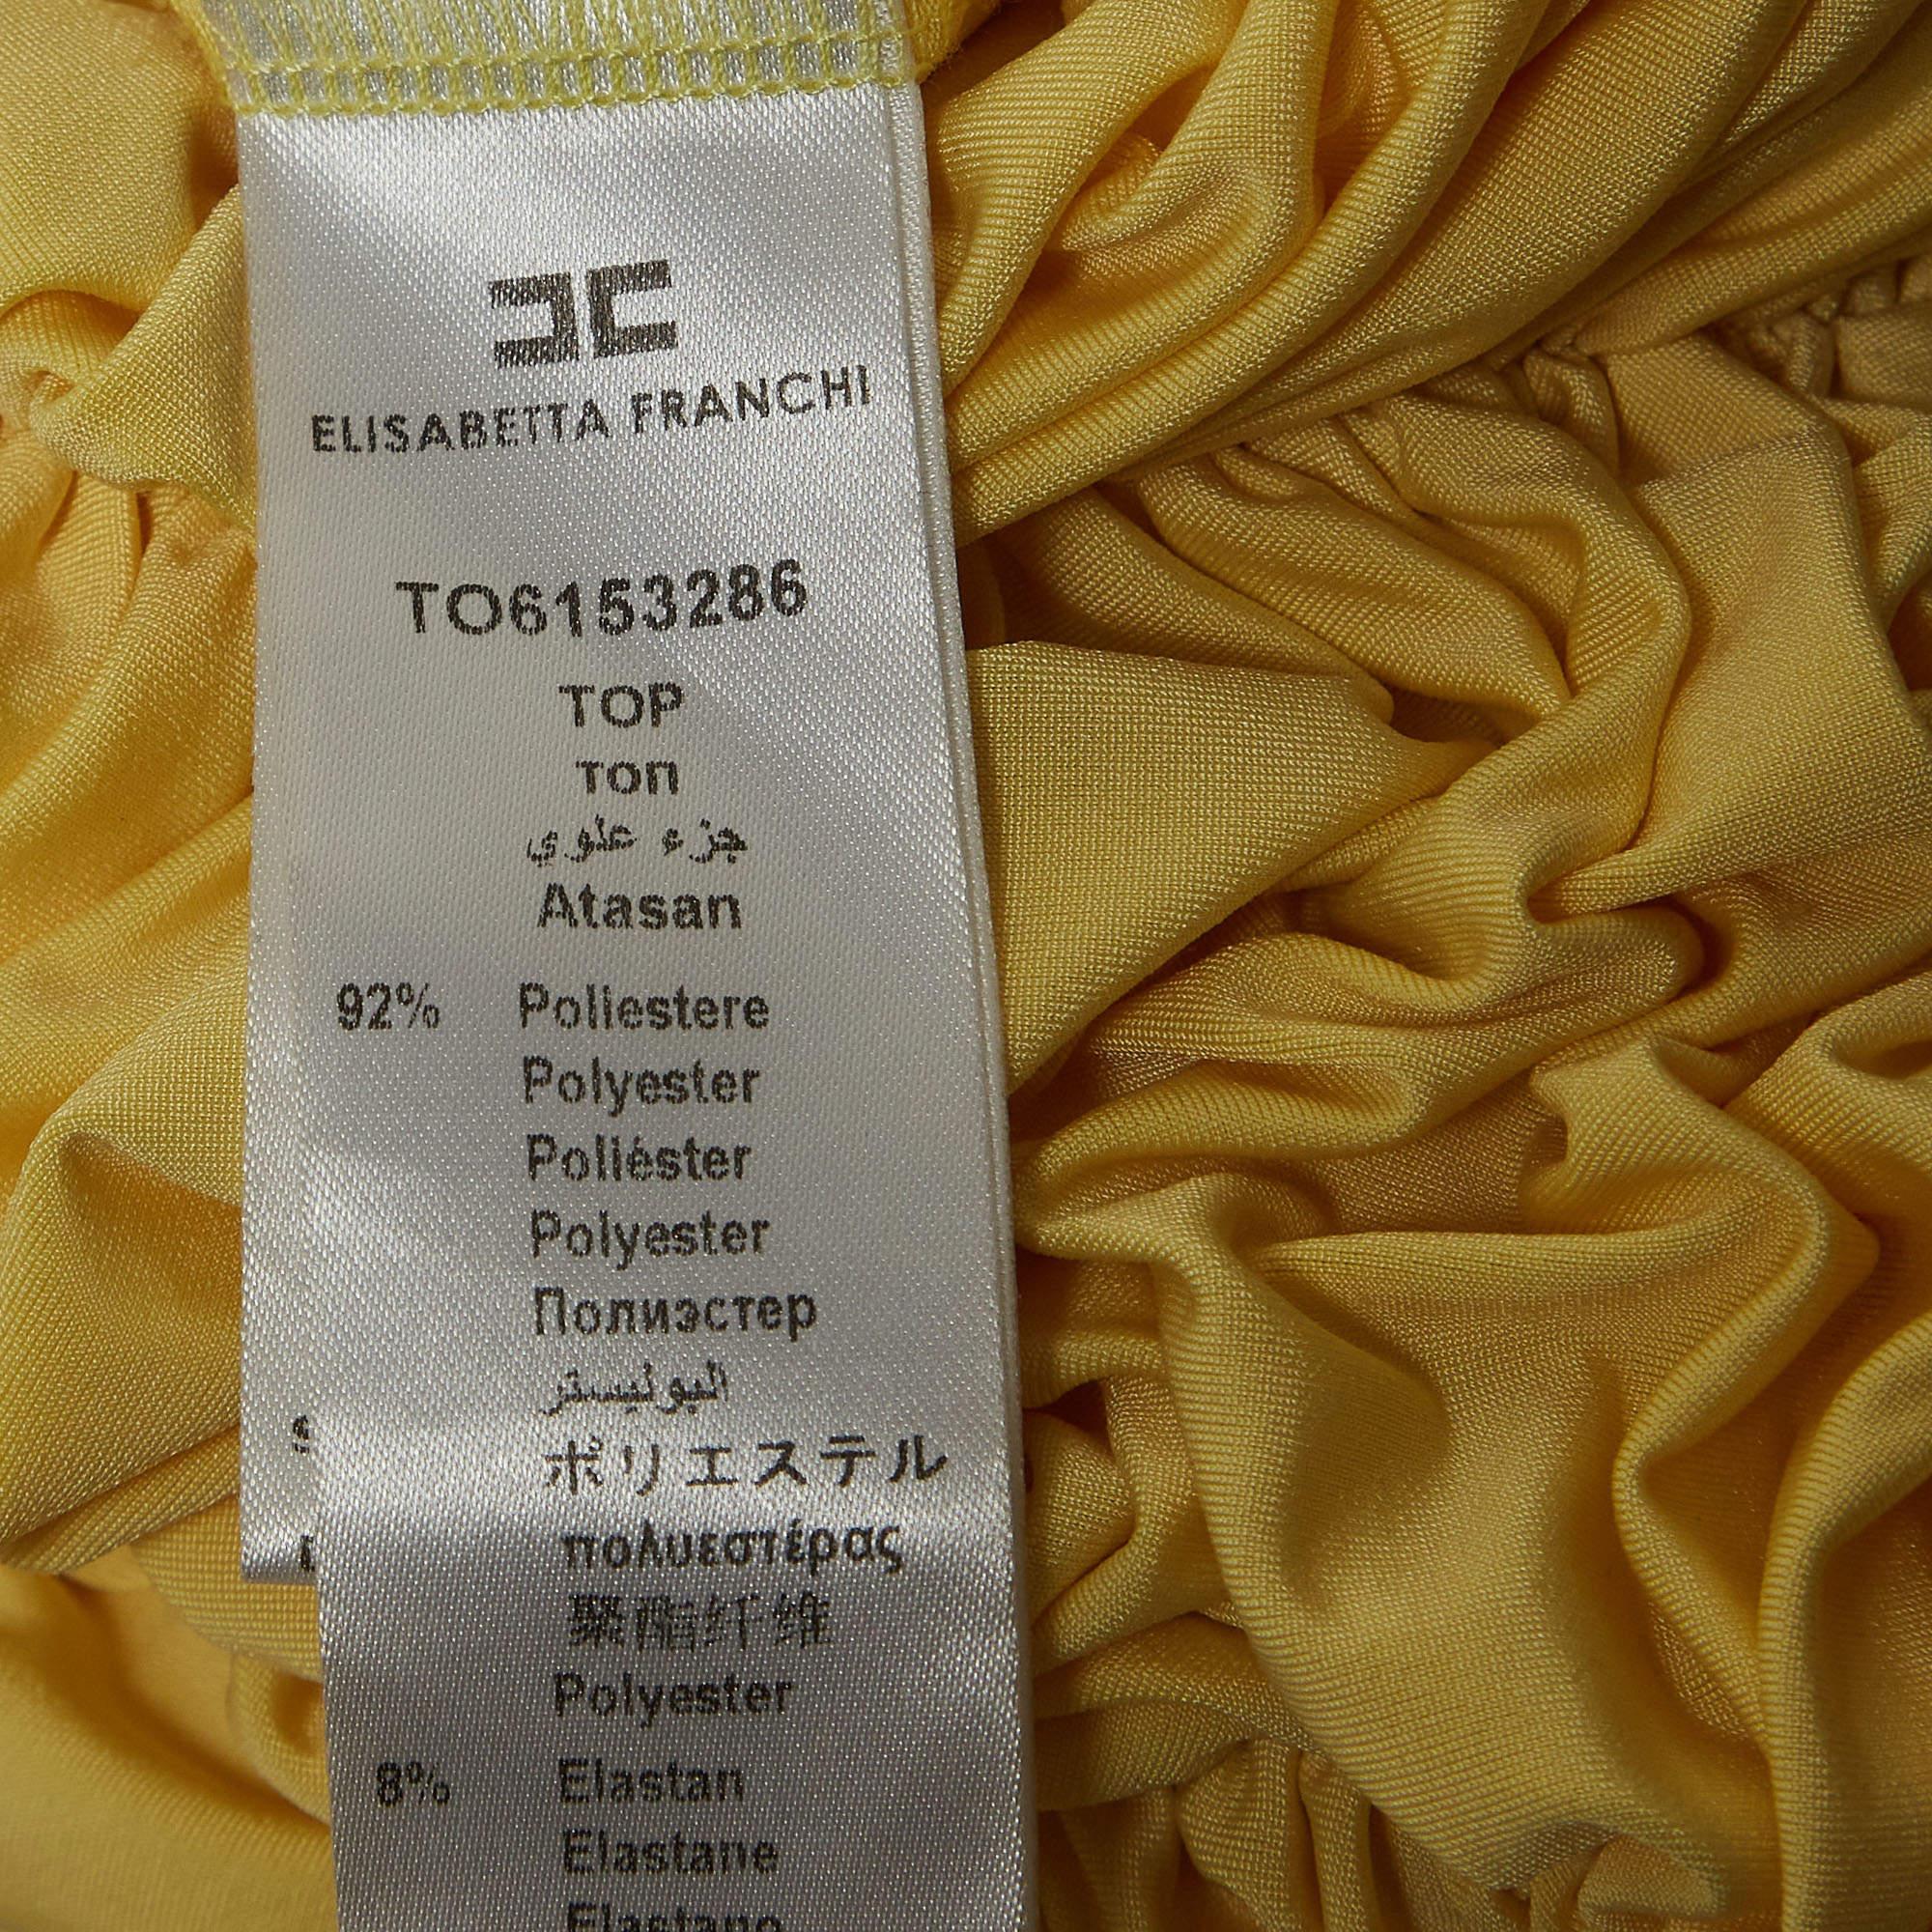 ELISABETTA FRANCHI
TO6153286
TOP
топ
جزء علوي
Atasan
92% Poliestere
Polyester
Poliéster
Polyester
Полиэстер
البوليستر
ポリエステル
πολυεστέρας
聚酯纤维
Polyester
8% Elastan
Elastane
Elastano